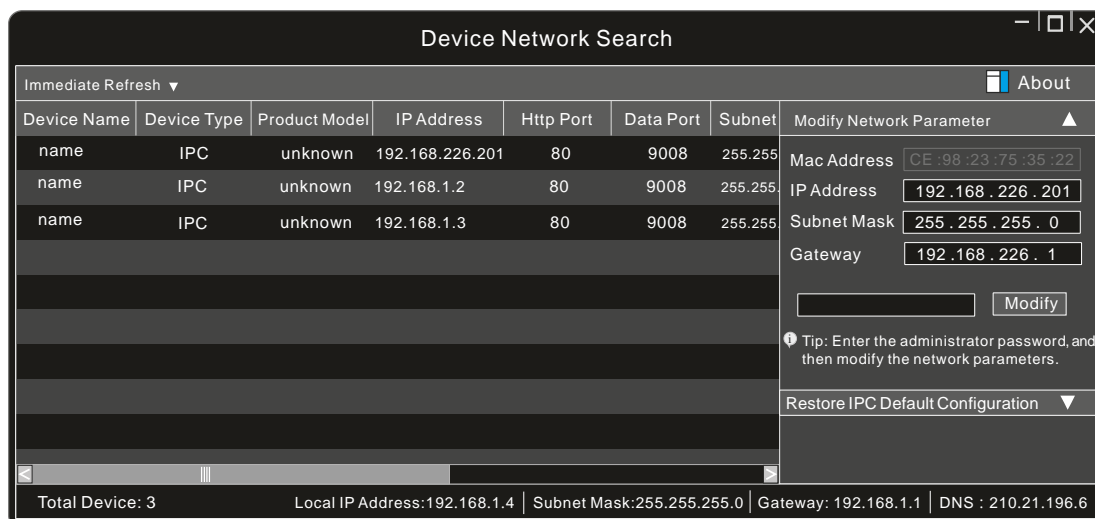 Device Network Search
Immediate Refresh ▼
About
Device Name Device Type Product Model IP Address Http Port Data Port Subnet
name IPC unknown 192.168.226.201 80 9008 255.255
name IPC unknown 192.168.1.2 80 9008 255.255.
name IPC unknown 192.168.1.3 80 9008 255.255.
Modify Network Parameter ▲
Mac Address CE :98 :23 :75 :35 :22
IP Address 192 .168 . 226 . 201
Subnet Mask 255 . 255 . 255 . 0
Gateway 192 .168 . 226 . 1
Modify
Tip: Enter the administrator password, and
then modify the network parameters.
Restore IPC Default Configuration ▼
Total Device: 3 Local IP Address:192.168.1.4 Subnet Mask:255.255.255.0 Gateway: 192.168.1.1 DNS : 210.21.196.6